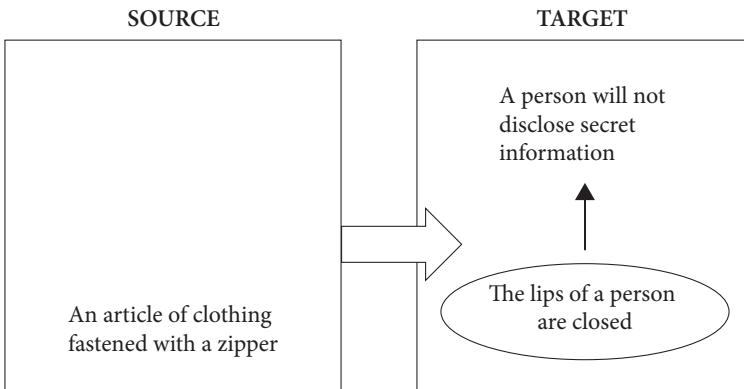 SOURCE
TARGET
A person will not
disclose secret
information
An article of clothing
fastened with a zipper
The lips of a person
are closed